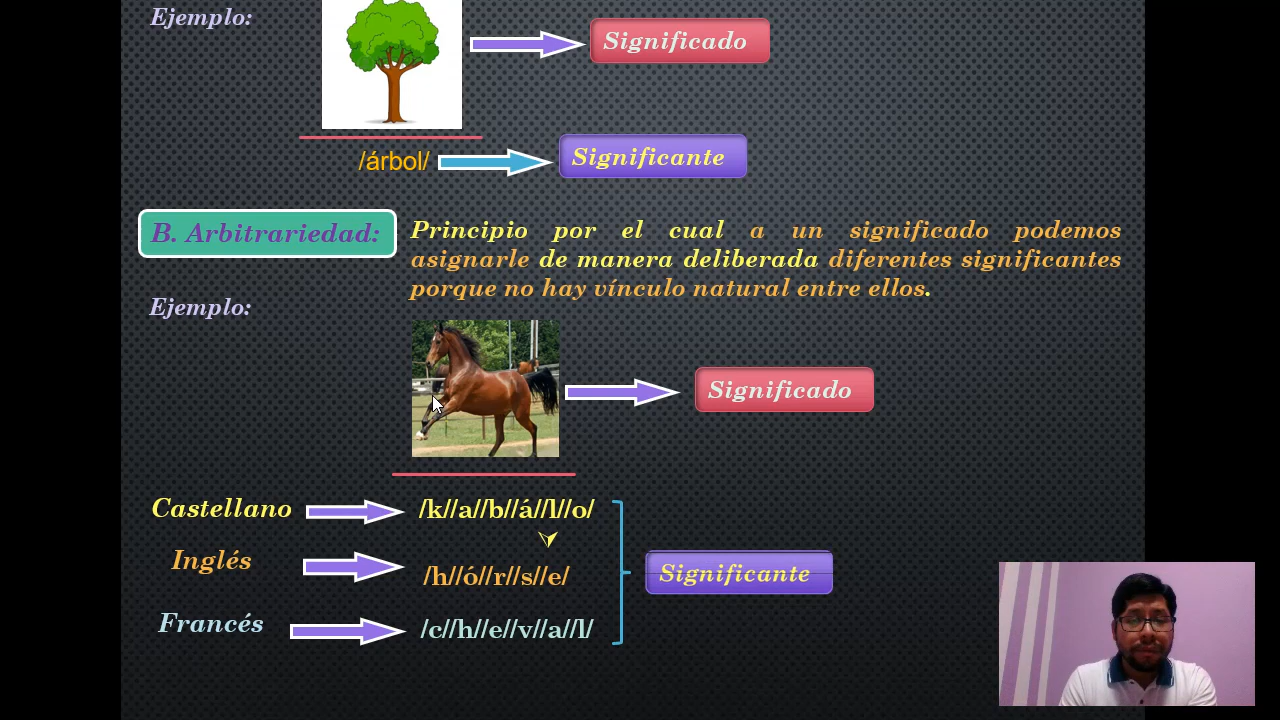 Ejemplo:
Significado
/árbol/
Significante
B. Arbitrariedad:
Principio por el cual a un significado podemos
asignarle de manera deliberada diferentes significantes
porque no hay vínculo natural entre ellos.
Ejemplo:
Significado
Castellano
/k//a//b//á//l//o/
Inglés
/h//ó//r//s//e/
Significante
Francés
/c//h//e//v//a//l/